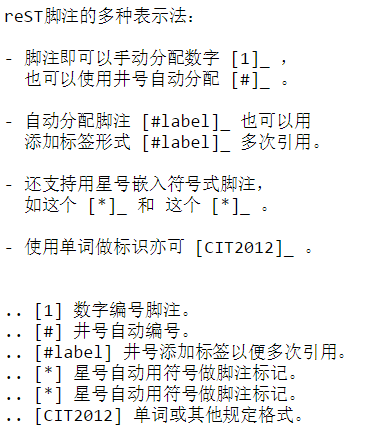 reST脚注的多种表示法：
- 脚注即可以手动分配数字 [1]_ ，
也可以使用井号自动分配 [#]_ 。
- 自动分配脚注 [#label]_ 也可以用
添加标签形式 [#label]_ 多次引用。
- 还支持用星号嵌入符号式脚注，
如这个 [*]_ 和 这个 [*]_ 。
- 使用单词做标识亦可 [CIT2012]_ 。
.. [1] 数字编号脚注。
.. [#] 井号自动编号。
.. [#label] 井号添加标签以便多次引用。
.. [*] 星号自动用符号做脚注标记。
.. [*] 星号自动用符号做脚注标记。
.. [CIT2012] 单词或其他规定格式。